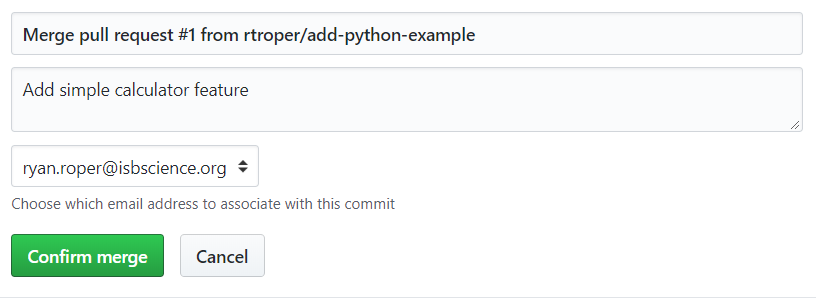 Merge pull request #1 from rtroper/add-python-example
Add simple calculator feature
ryan.roper@isbscience.org
Choose which email address to associate with this commit
Confirm merge
Cancel